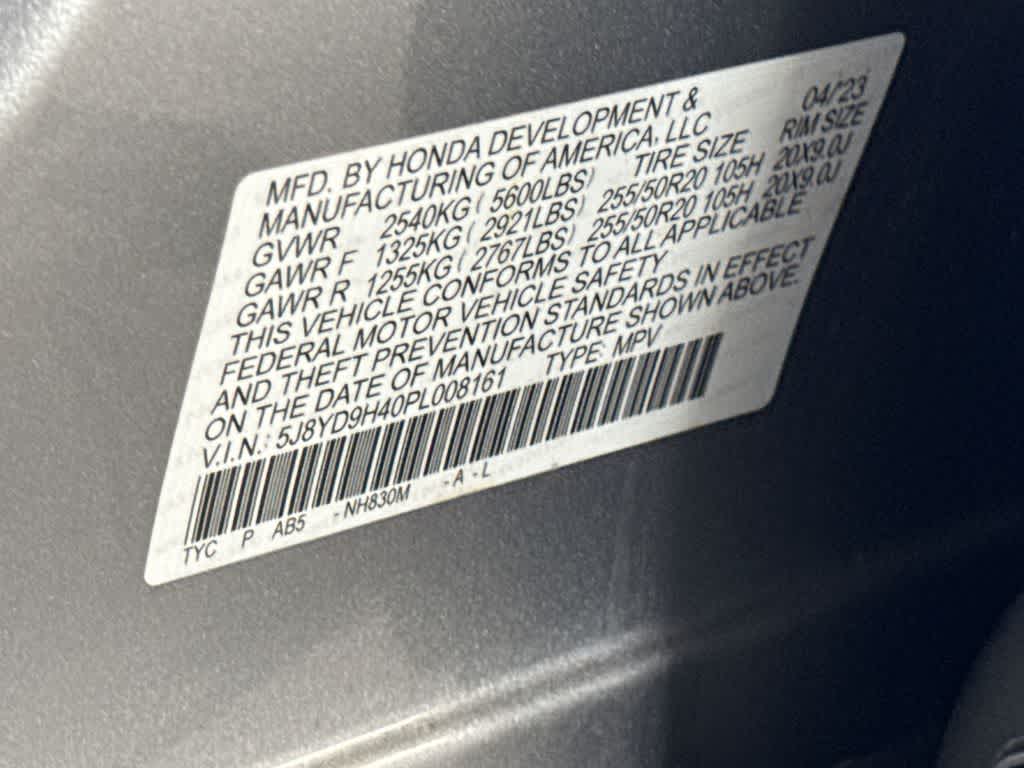 MFD. BY HONDA DEVELOPMENT & 04/'23
MANUFACTURING OF AMERICA, LLC RIM SIZE
GVWR 2540KG ( 5600LBS) TIRE SIZE
GAWR F 1325KG ( 2921LBS) 255/50R20 105H 20X9.0J
GAWR R 1255KG ( 2767LBS) 255/50R20 105H 20X9.0J
THIS VEHICLE CONFORMS TO ALL APPLICABLE
FEDERAL MOTOR VEHICLE SAFETY
AND THEFT PREVENTION STANDARDS IN EFFECT
ON THE DATE OF MANUFACTURE SHOWN ABOVE.
V.I.N.: 5J8YD9H40PL008161 TYPE: MPV
TYC P AB5 - NH830M - A - L